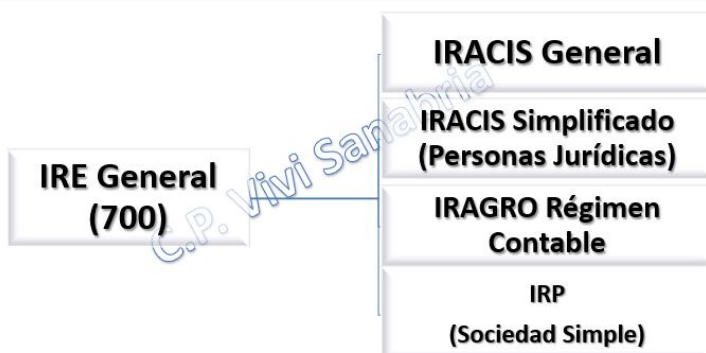 IRE General
(700)
IRACIS General
IRACIS Simplificado
(Personas Jurídicas)
IRAGRO Régimen
Contable
IRP
(Sociedad Simple)
C.P. Vivi Sanabria